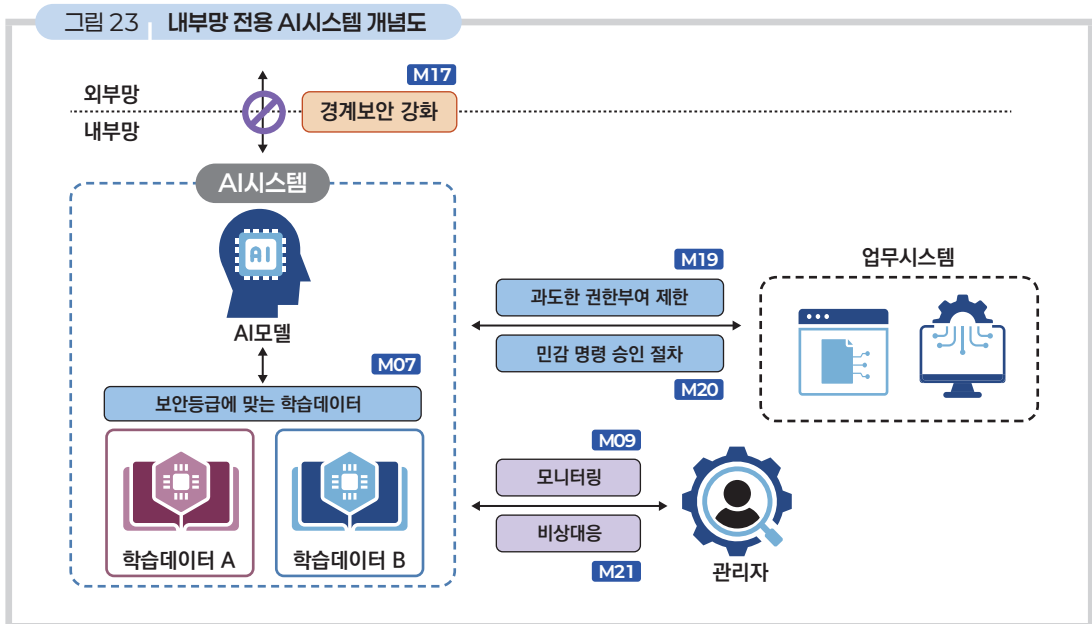 그림 23 내부망 전용 AI시스템 개념도
M17
외부망
경계보안 강화
내부망
AI시스템
AI
AI모델
M07
보안등급에 맞는 학습데이터
학습데이터 A
학습데이터 B
M19
과도한 권한부여 제한
민감 명령 승인 절차
M20
업무시스템
M09
모니터링
비상대응
M21
관리자